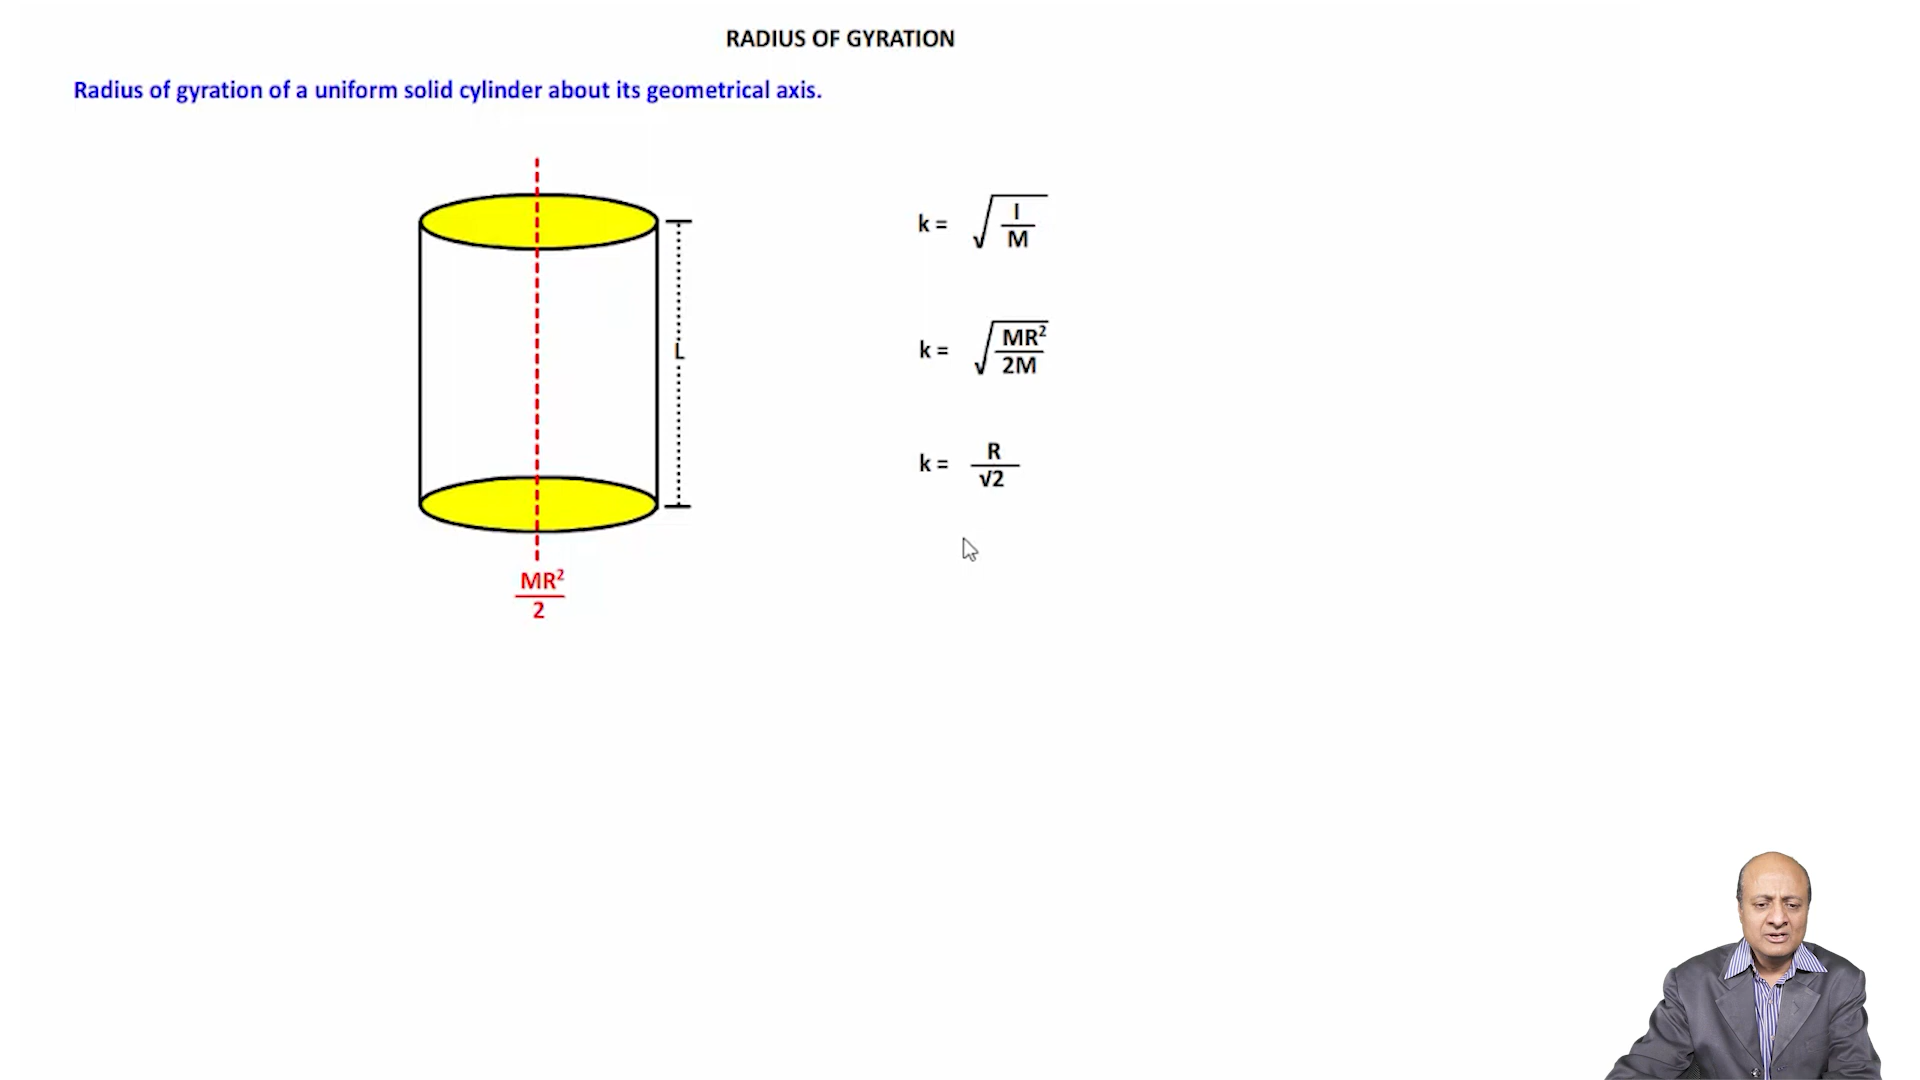 RADIUS OF GYRATION
Radius of gyration of a uniform solid cylinder about its geometrical axis.
L
MR²
2
k = √ I
M
k = √ MR²
2M
k = R
√2